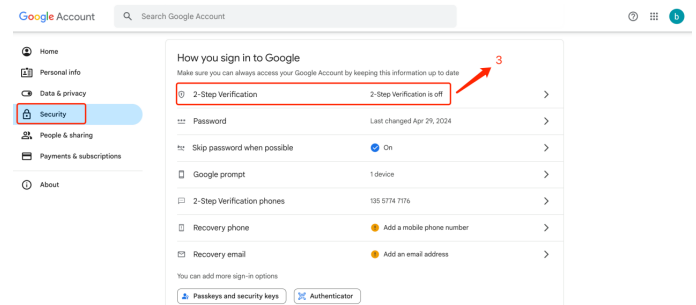 Google Account
Search Google Account
b
Home
Personal info
Data & privacy
Security
People & sharing
Payments & subscriptions
About
How you sign in to Google
3
Make sure you can always access your Google Account by keeping this information up to date
2-Step Verification 2-Step Verification is off
Password Last changed Apr 29, 2024
Skip password when possible On
Google prompt 1 device
2-Step Verification phones 135 5774 7176
Recovery phone Add a mobile phone number
Recovery email Add an email address
You can add more sign-in options
Passkeys and security keys Authenticator